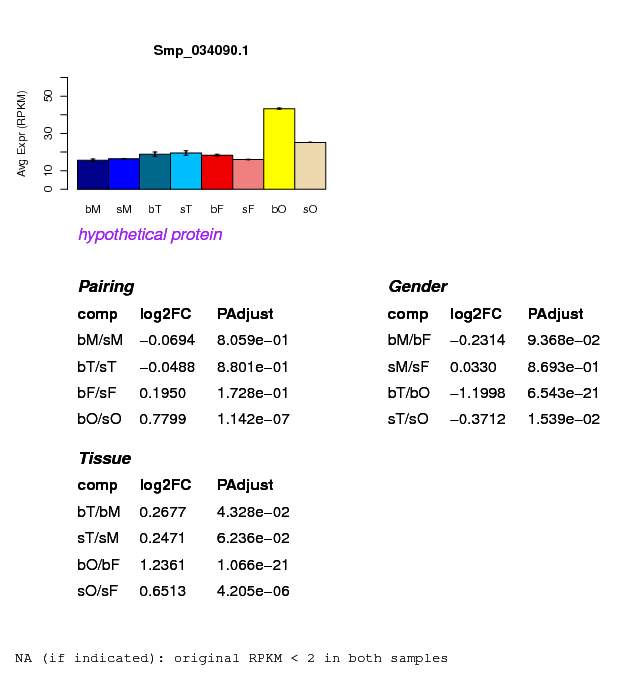 Smp_034090.1
Avg Expr (RPKM)
0 10 30 50
bM sM bT sT bF sF bO sO
hypothetical protein
Pairing
comp log2FC PAdjust
bM/sM −0.0694 8.059e−01
bT/sT −0.0488 8.801e−01
bF/sF 0.1950 1.728e−01
bO/sO 0.7799 1.142e−07
Gender
comp log2FC PAdjust
bM/bF −0.2314 9.368e−02
sM/sF 0.0330 8.693e−01
bT/bO −1.1998 6.543e−21
sT/sO −0.3712 1.539e−02
Tissue
comp log2FC PAdjust
bT/bM 0.2677 4.328e−02
sT/sM 0.2471 6.236e−02
bO/bF 1.2361 1.066e−21
sO/sF 0.6513 4.205e−06
NA (if indicated): original RPKM < 2 in both samples